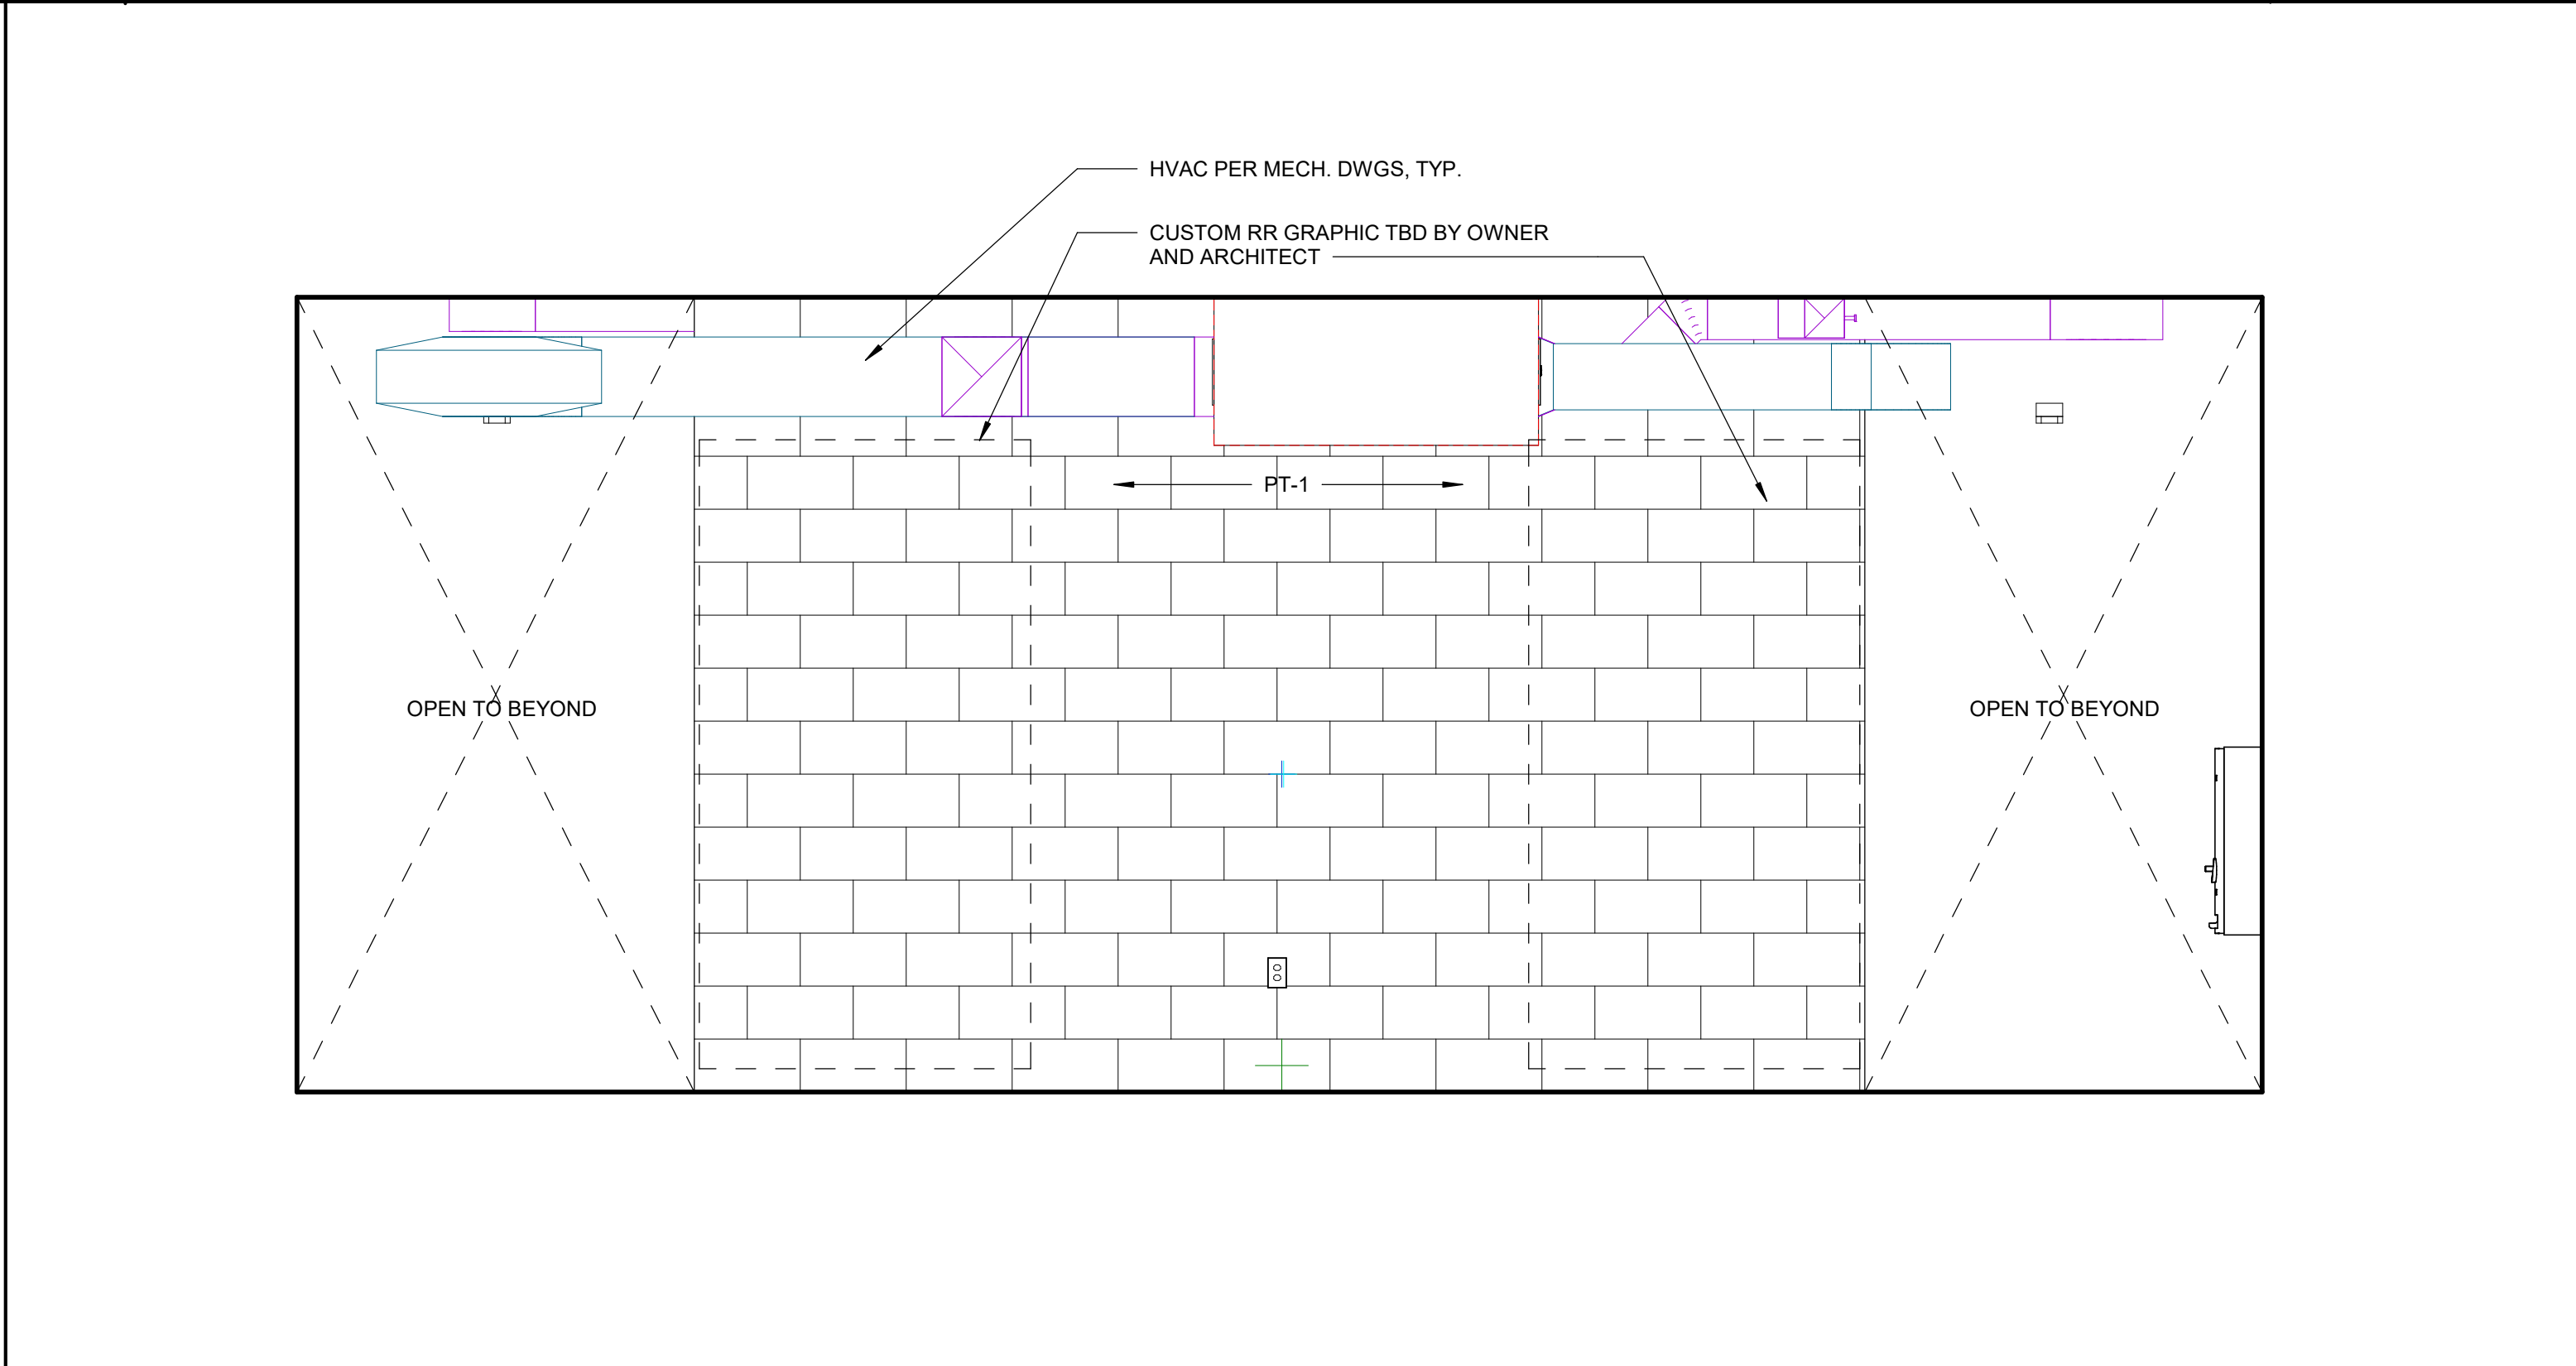 HVAC PER MECH. DWGS, TYP.
CUSTOM RR GRAPHIC TBD BY OWNER
AND ARCHITECT
PT-1
OPEN TO BEYOND
OPEN TO BEYOND